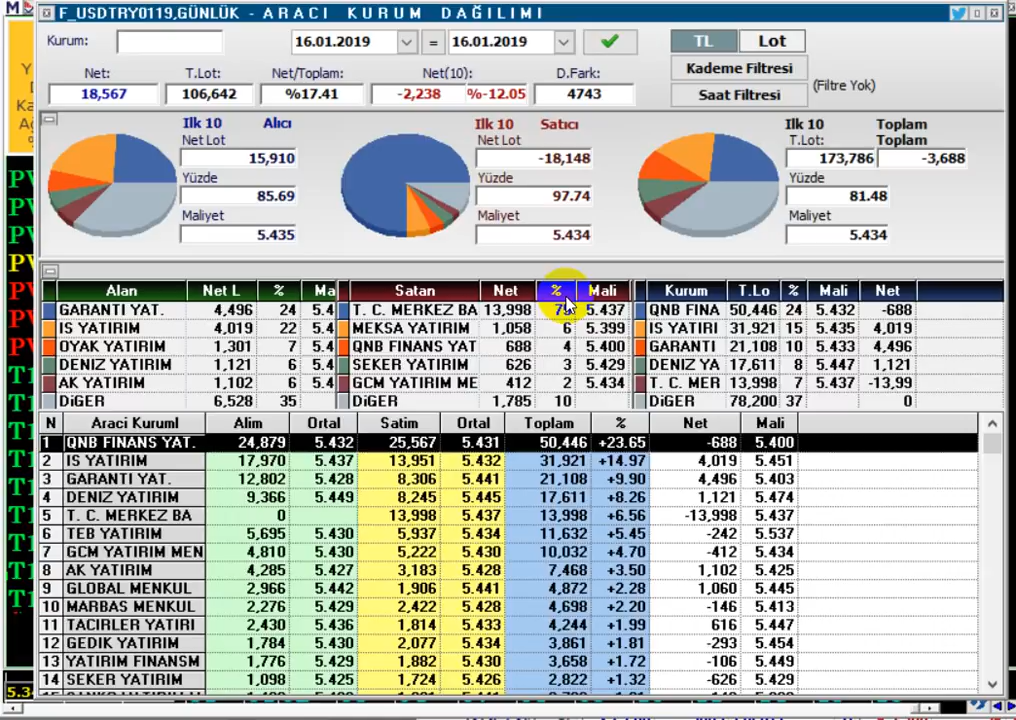 F_USDTRY0119,GÜNLÜK - ARACI KURUM DAĞILIMI
Kurum: 16.01.2019 = 16.01.2019 TL Lot
Kademe Filtresi
Net: T.Lot: Net/Toplam: Net(10): D.Fark: (Filtre Yok)
18,567 106,642 %17.41 -2,238 %-12.05 4743 Saat Filtresi
Ilk 10 Alıcı Ilk 10 Satıcı Ilk 10 Toplam
Net Lot Net Lot T.Lot: Toplam
15,910 -18,148 173,786 -3,688
Yüzde Yüzde Yüzde
85.69 97.74 81.48
Maliyet Maliyet Maliyet
5.435 5.434 5.434
Alan Net L % Ma Satan Net % Mali Kurum T.Lo % Mali Net
GARANTI YAT. 4,496 24 5.4 T. C. MERKEZ BA 13,998 5.437 QNB FINA 50,446 24 5.432 -688
IS YATIRIM 4,019 22 5.4 MEKSA YATIRIM 1,058 6 5.399 IS YATIRI 31,921 15 5.435 4,019
OYAK YATIRIM 1,301 7 5.4 QNB FINANS YAT 688 4 5.400 GARANTI 21,108 10 5.433 4,496
DENIZ YATIRIM 1,121 6 5.4 SEKER YATIRIM 626 3 5.429 DENIZ YA 17,611 8 5.447 1,121
AK YATIRIM 1,102 6 5.4 GCM YATIRIM ME 412 2 5.434 T. C. MER 13,998 7 5.437 -13,99
DiGER 6,528 35 DiGER 1,785 10 DiGER 78,200 37 0
N Araci Kuruml Alim Ortal Satim Ortal Toplam % Net Mali
1 QNB FINANS YAT. 24,879 5.432 25,567 5.431 50,446 +23.65 -688 5.400
2 IS YATIRIM 17,970 5.437 13,951 5.432 31,921 +14.97 4,019 5.451
3 GARANTI YAT. 12,802 5.428 8,306 5.441 21,108 +9.90 4,496 5.403
4 DENIZ YATIRIM 9,366 5.449 8,245 5.445 17,611 +8.26 1,121 5.474
5 T. C. MERKEZ BA 0 13,998 5.437 13,998 +6.56 -13,998 5.437
6 TEB YATIRIM 5,695 5.430 5,937 5.434 11,632 +5.45 -242 5.537
7 GCM YATIRIM MEN 4,810 5.430 5,222 5.430 10,032 +4.70 -412 5.434
8 AK YATIRIM 4,285 5.427 3,183 5.428 7,468 +3.50 1,102 5.425
9 GLOBAL MENKUL 2,966 5.442 1,906 5.441 4,872 +2.28 1,060 5.445
10 MARBAS MENKUL 2,276 5.429 2,422 5.428 4,698 +2.20 -146 5.413
11 TACIRLER YATIRI 2,430 5.436 1,814 5.433 4,244 +1.99 616 5.447
12 GEDIK YATIRIM 1,784 5.430 2,077 5.434 3,861 +1.81 -293 5.454
13 YATIRIM FINANSM 1,776 5.429 1,882 5.430 3,658 +1.72 -106 5.449
14 SEKER YATIRIM 1,098 5.425 1,724 5.426 2,822 +1.32 -626 5.429